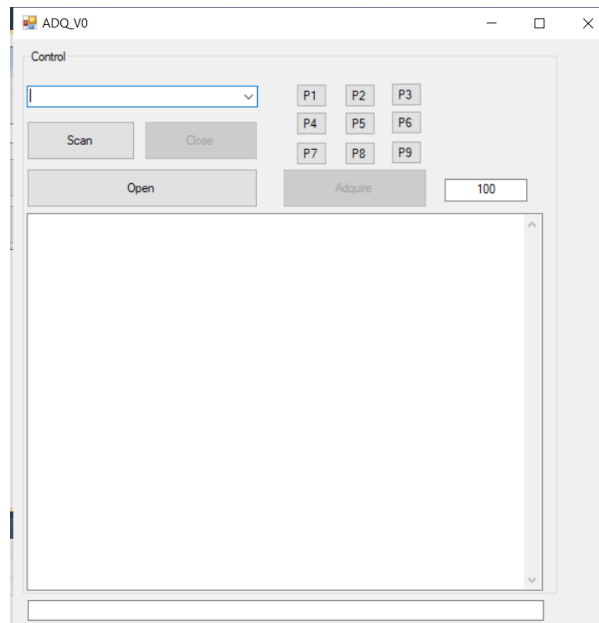 ADQ_V0
Control
P1 P2 P3
P4 P5 P6
Scan Close
P7 P8 P9
Open Adquire 100